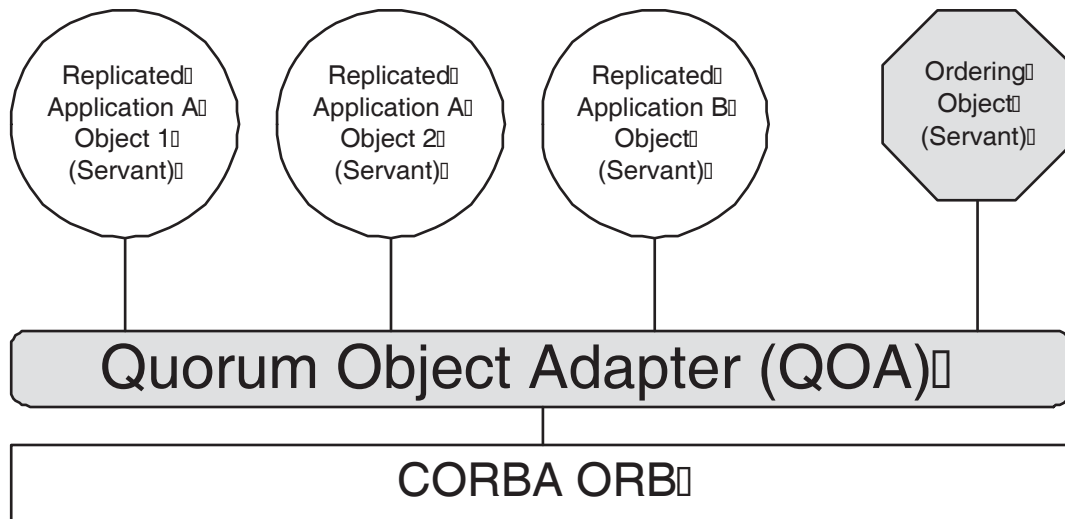 Replicated
Application A
Object 1
(Servant)
Replicated
Application A
Object 2
(Servant)
Replicated
Application B
Object
(Servant)
Ordering
Object
(Servant)
Quorum Object Adapter (QOA)
CORBA ORB